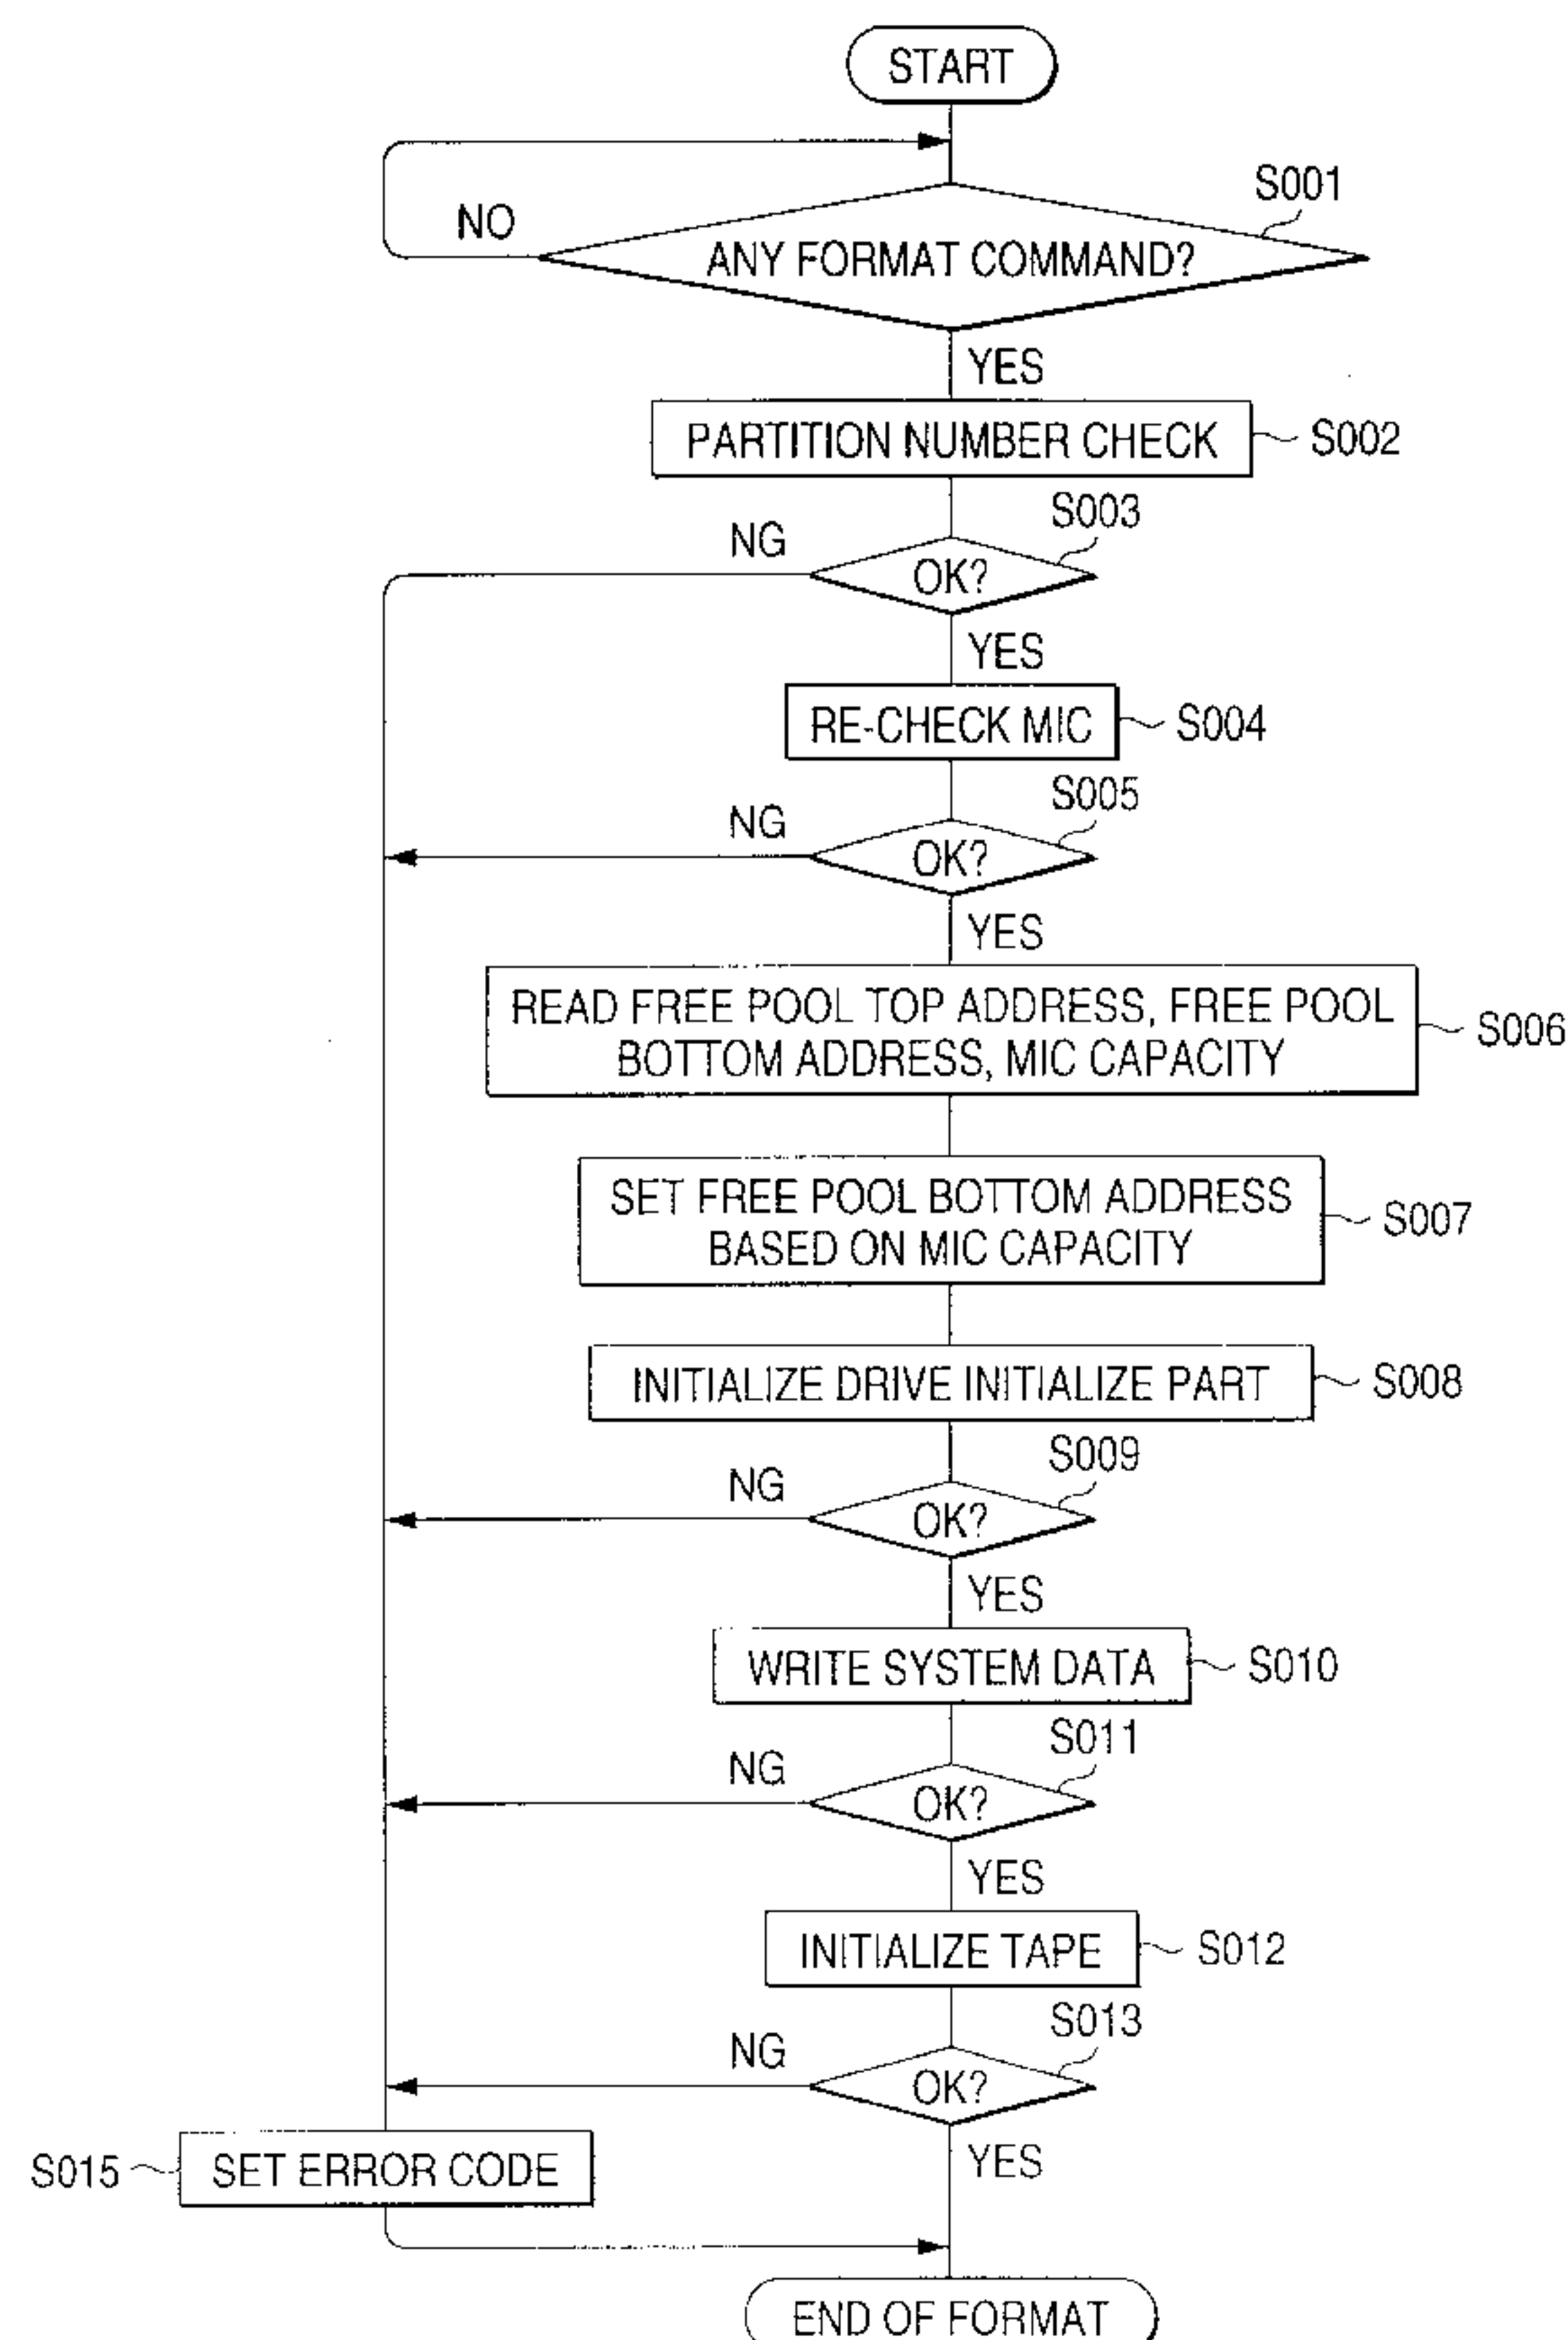 START
S001
NO
ANY FORMAT COMMAND?
YES
PARTITION NUMBER CHECK
S002
S003
NG
OK?
YES
RE-CHECK MIC
S004
S005
NG
OK?
YES
READ FREE POOL TOP ADDRESS, FREE POOL
BOTTOM ADDRESS, MIC CAPACITY
S006
SET FREE POOL BOTTOM ADDRESS
BASED ON MIC CAPACITY
S007
INITIALIZE DRIVE INITIALIZE PART
S008
S009
NG
OK?
YES
WRITE SYSTEM DATA
S010
S011
NG
OK?
YES
INITIALIZE TAPE
S012
S013
NG
OK?
YES
S015
SET ERROR CODE
END OF FORMAT